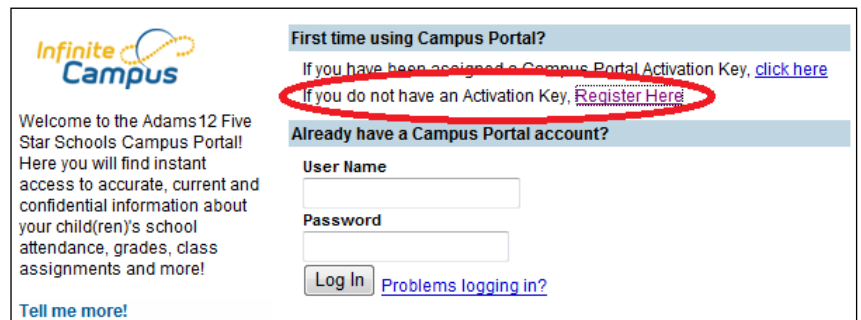 Infinite
Campus
Welcome to the Adams12 Five
Star Schools Campus Portal!
Here you will find instant
access to accurate, current and
confidential information about
your child(ren)'s school
attendance, grades, class
assignments and more!
Tell me more!
First time using Campus Portal?
If you have been assigned a Campus Portal Activation Key, click here
If you do not have an Activation Key, Register Here
Already have a Campus Portal account?
User Name
Password
Log In Problems logging in?